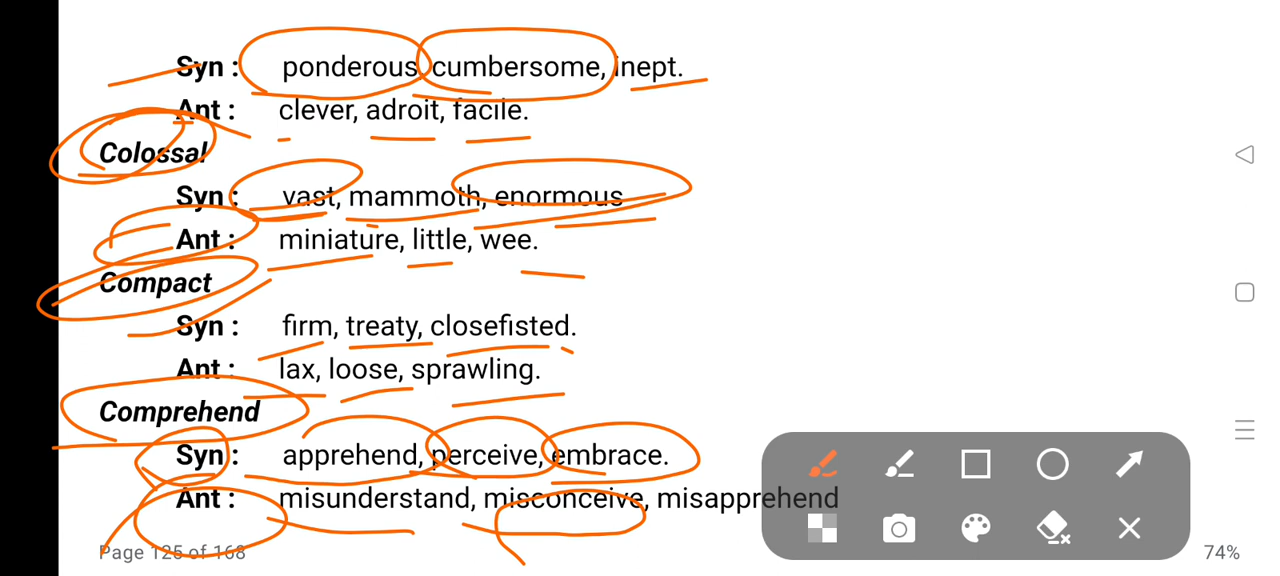 Syn : ponderous, cumbersome, inept.
Ant : clever, adroit, facile.
Colossal
Syn : vast, mammoth, enormous
Ant : miniature, little, wee.
Compact
Syn : firm, treaty, closefisted.
Ant : lax, loose, sprawling.
Comprehend
Syn : apprehend, perceive, embrace.
Ant : misunderstand, misconceive, misapprehend
Page 125 of 168
74%